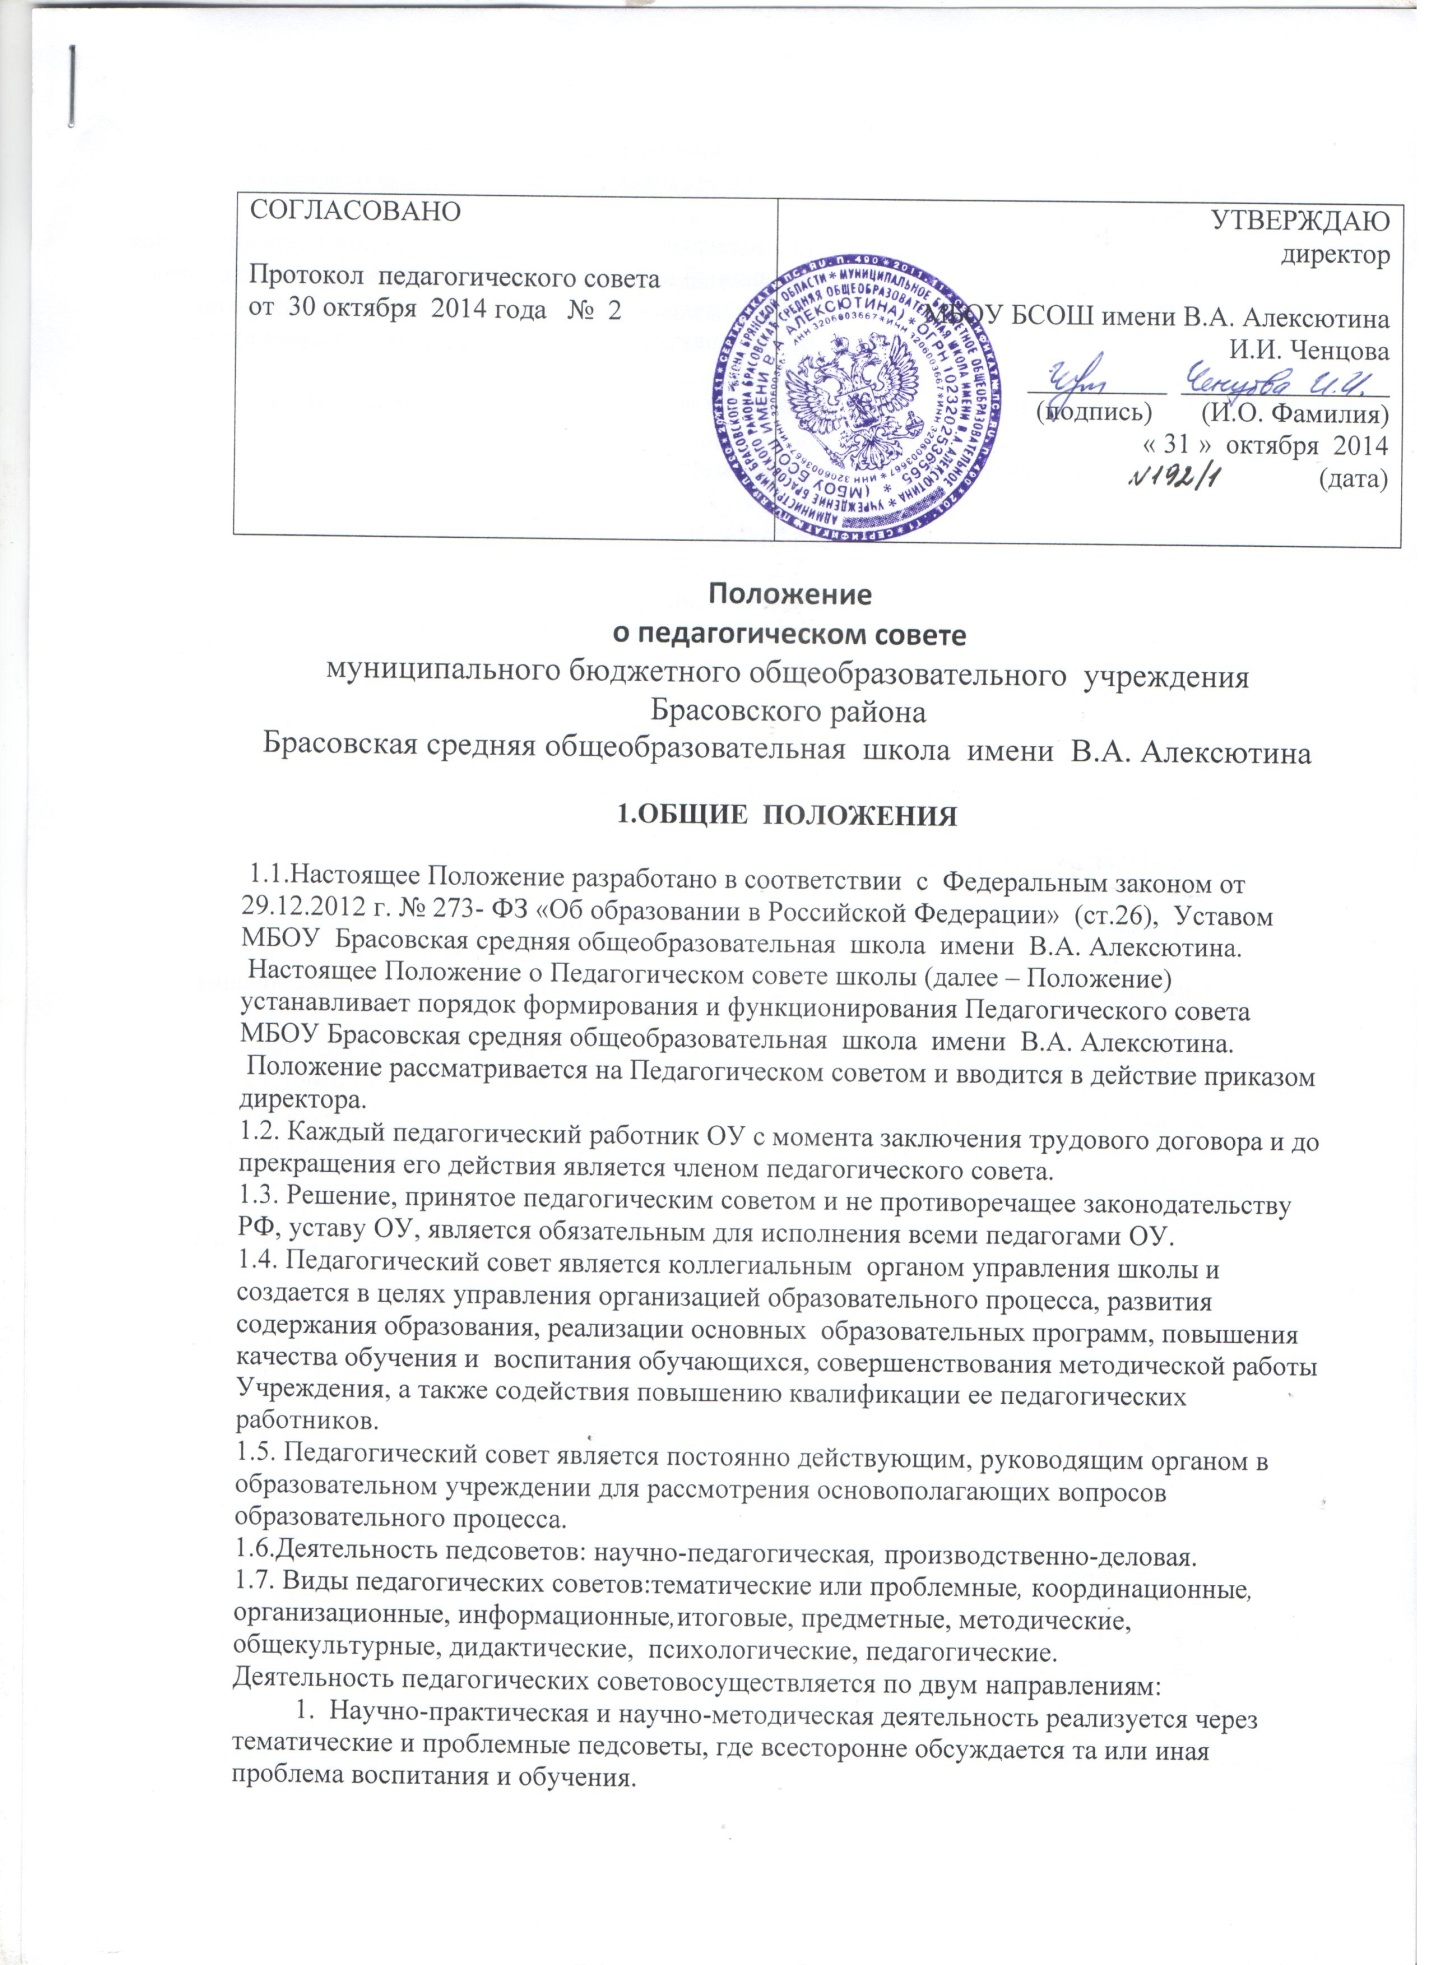 СОГЛАСОВАНО
Протокол педагогического совета
от 30 октября 2014 года № 2
УТВЕРЖДАЮ
директор
МБОУ БСОШ имени В.А. Алексютина
И.И. Ченцова
Ченцова И.И.
(подпись) (И.О. Фамилия)
« 31 » октября 2014
№192/1 (дата)
Положение
о педагогическом совете
муниципального бюджетного общеобразовательного учреждения
Брасовского района
Брасовская средняя общеобразовательная школа имени В.А. Алексютина
1.ОБЩИЕ ПОЛОЖЕНИЯ
1.1.Настоящее Положение разработано в соответствии с Федеральным законом от
29.12.2012 г. № 273- ФЗ «Об образовании в Российской Федерации» (ст.26), Уставом
МБОУ Брасовская средняя общеобразовательная школа имени В.А. Алексютина.
Настоящее Положение о Педагогическом совете школы (далее – Положение)
устанавливает порядок формирования и функционирования Педагогического совета
МБОУ Брасовская средняя общеобразовательная школа имени В.А. Алексютина.
Положение рассматривается на Педагогическом советом и вводится в действие приказом
директора.
1.2. Каждый педагогический работник ОУ с момента заключения трудового договора и до
прекращения его действия является членом педагогического совета.
1.3. Решение, принятое педагогическим советом и не противоречащее законодательству
РФ, уставу ОУ, является обязательным для исполнения всеми педагогами ОУ.
1.4. Педагогический совет является коллегиальным органом управления школы и
создается в целях управления организацией образовательного процесса, развития
содержания образования, реализации основных образовательных программ, повышения
качества обучения и воспитания обучающихся, совершенствования методической работы
Учреждения, а также содействия повышению квалификации ее педагогических
работников.
1.5. Педагогический совет является постоянно действующим, руководящим органом в
образовательном учреждении для рассмотрения основополагающих вопросов
образовательного процесса.
1.6.Деятельность педсоветов: научно-педагогическая, производственно-деловая.
1.7. Виды педагогических советов:тематические или проблемные, координационные,
организационные, информационные,итоговые, предметные, методические,
общекультурные, дидактические, психологические, педагогические.
Деятельность педагогических советовосуществляется по двум направлениям:
1. Научно-практическая и научно-методическая деятельность реализуется через
тематические и проблемные педсоветы, где всесторонне обсуждается та или иная
проблема воспитания и обучения.